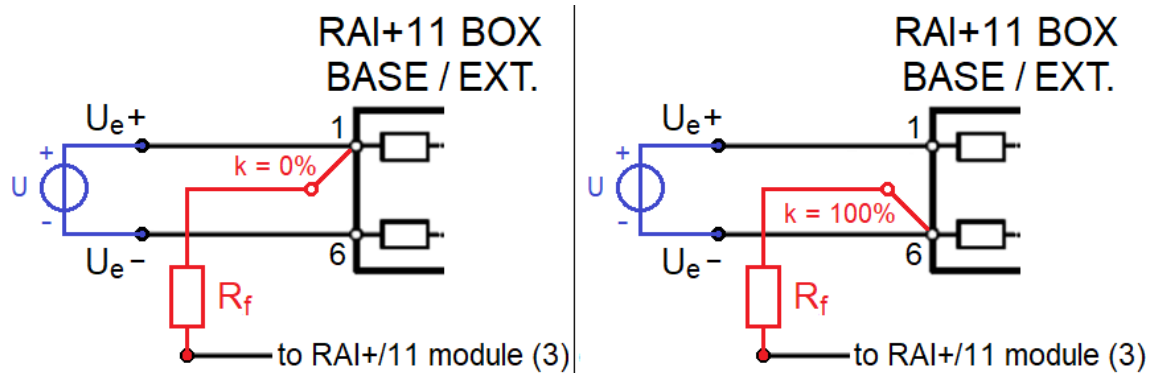 RAI+11 BOX
BASE / EXT.
Ue+
1
+
k = 0%
U
-
Ue-
6
Rf
to RAI+/11 module (3)
RAI+11 BOX
BASE / EXT.
Ue+
1
+
U
k = 100%
-
Ue-
6
Rf
to RAI+/11 module (3)